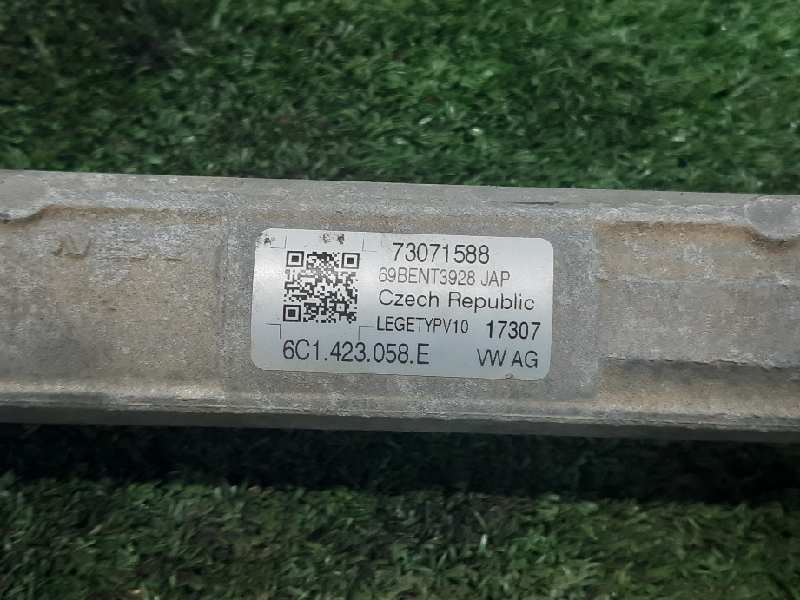 73071588
69BENT3928 JAP
Czech Republic
LEGETYPV10 17307
6C1.423.058.E VW AG